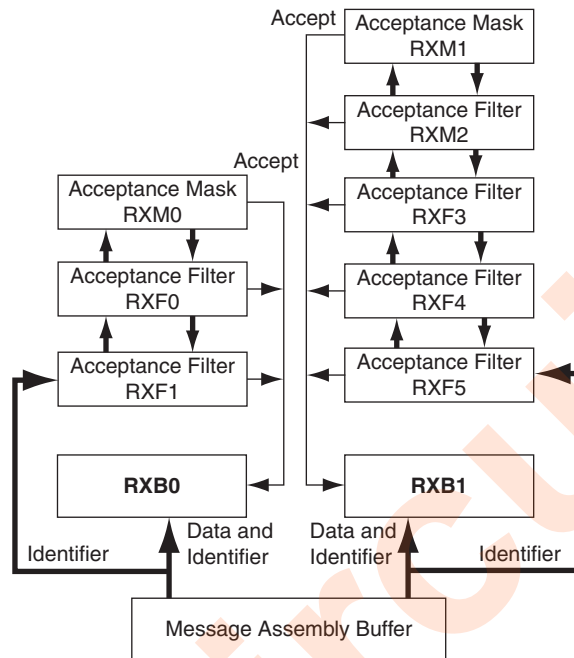 Accept
Acceptance Mask
RXM1
Acceptance Filter
RXM2
Accept
Acceptance Mask
RXM0
Acceptance Filter
RXF3
Acceptance Filter
RXF0
Acceptance Filter
RXF4
Acceptance Filter
RXF1
Acceptance Filter
RXF5
RXB0
RXB1
Identifier
Data and
Identifier
Data and
Identifier
Identifier
Message Assembly Buffer